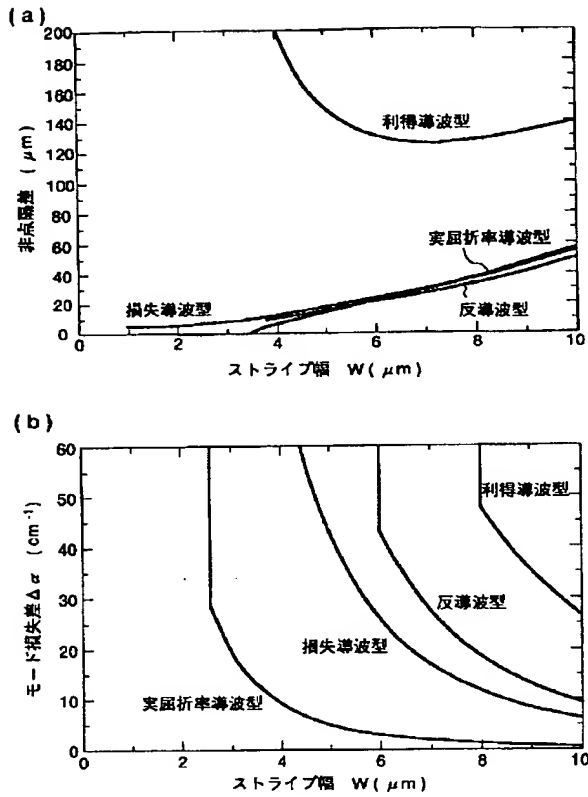 (a)
200
180
160
140
120
100
80
60
40
20
0
非点隔差 (μm)
利得導波型
実屈折率導波型
損失導波型
反導波型
0 2 4 6 8 10
ストライプ幅 W(μm)
(b)
60
50
40
30
20
10
0
モード損失差Δα (cm⁻¹)
利得導波型
反導波型
損失導波型
実屈折率導波型
0 2 4 6 8 10
ストライプ幅 W(μm)